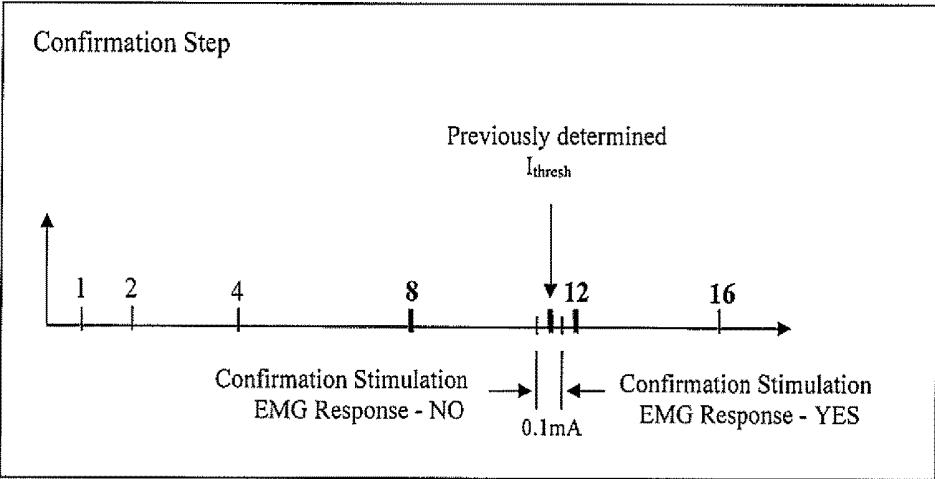 Confirmation Step
Previously determined
Ithresh
1 2 4 8 12 16
Confirmation Stimulation
EMG Response - NO
0.1mA
Confirmation Stimulation
EMG Response - YES